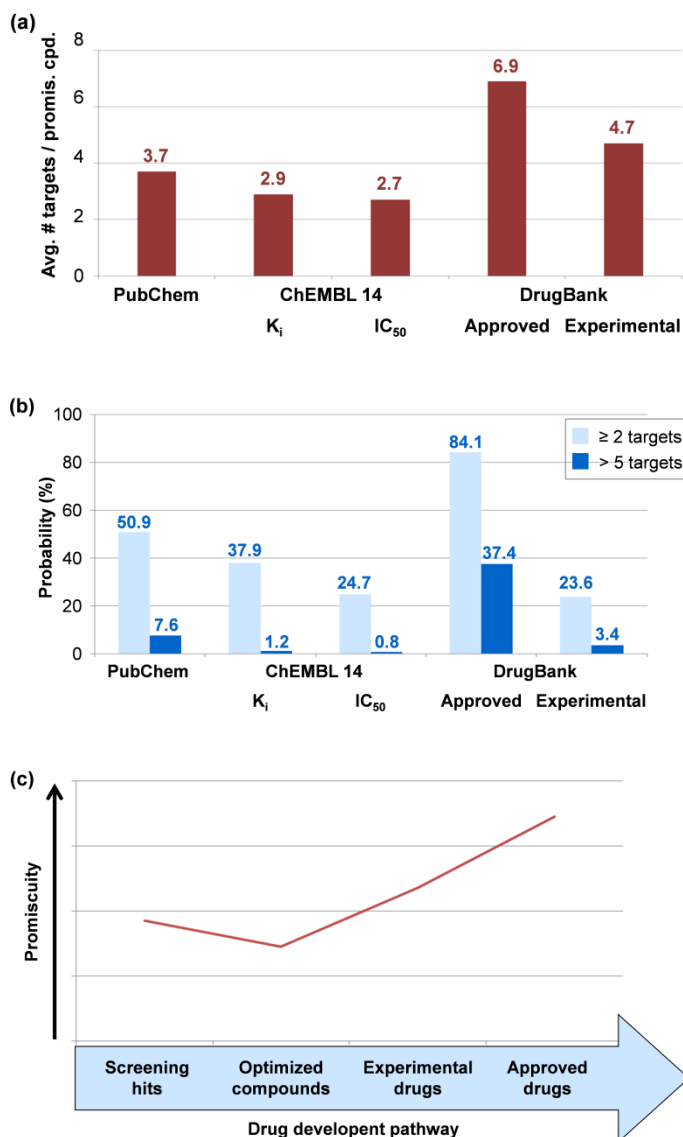 (a)
Avg. # targets / promis. cpd.
8
6
4
2
0
3.7
2.9
2.7
6.9
4.7
PubChem ChEMBL 14 DrugBank
Ki IC50 Approved Experimental
(b)
Probability (%)
100
80
60
40
20
0
≥ 2 targets
> 5 targets
50.9
7.6
37.9
1.2
24.7
0.8
84.1
37.4
23.6
3.4
PubChem ChEMBL 14 DrugBank
Ki IC50 Approved Experimental
(c)
Promiscuity
Screening hits
Optimized compounds
Experimental drugs
Approved drugs
Drug developent pathway